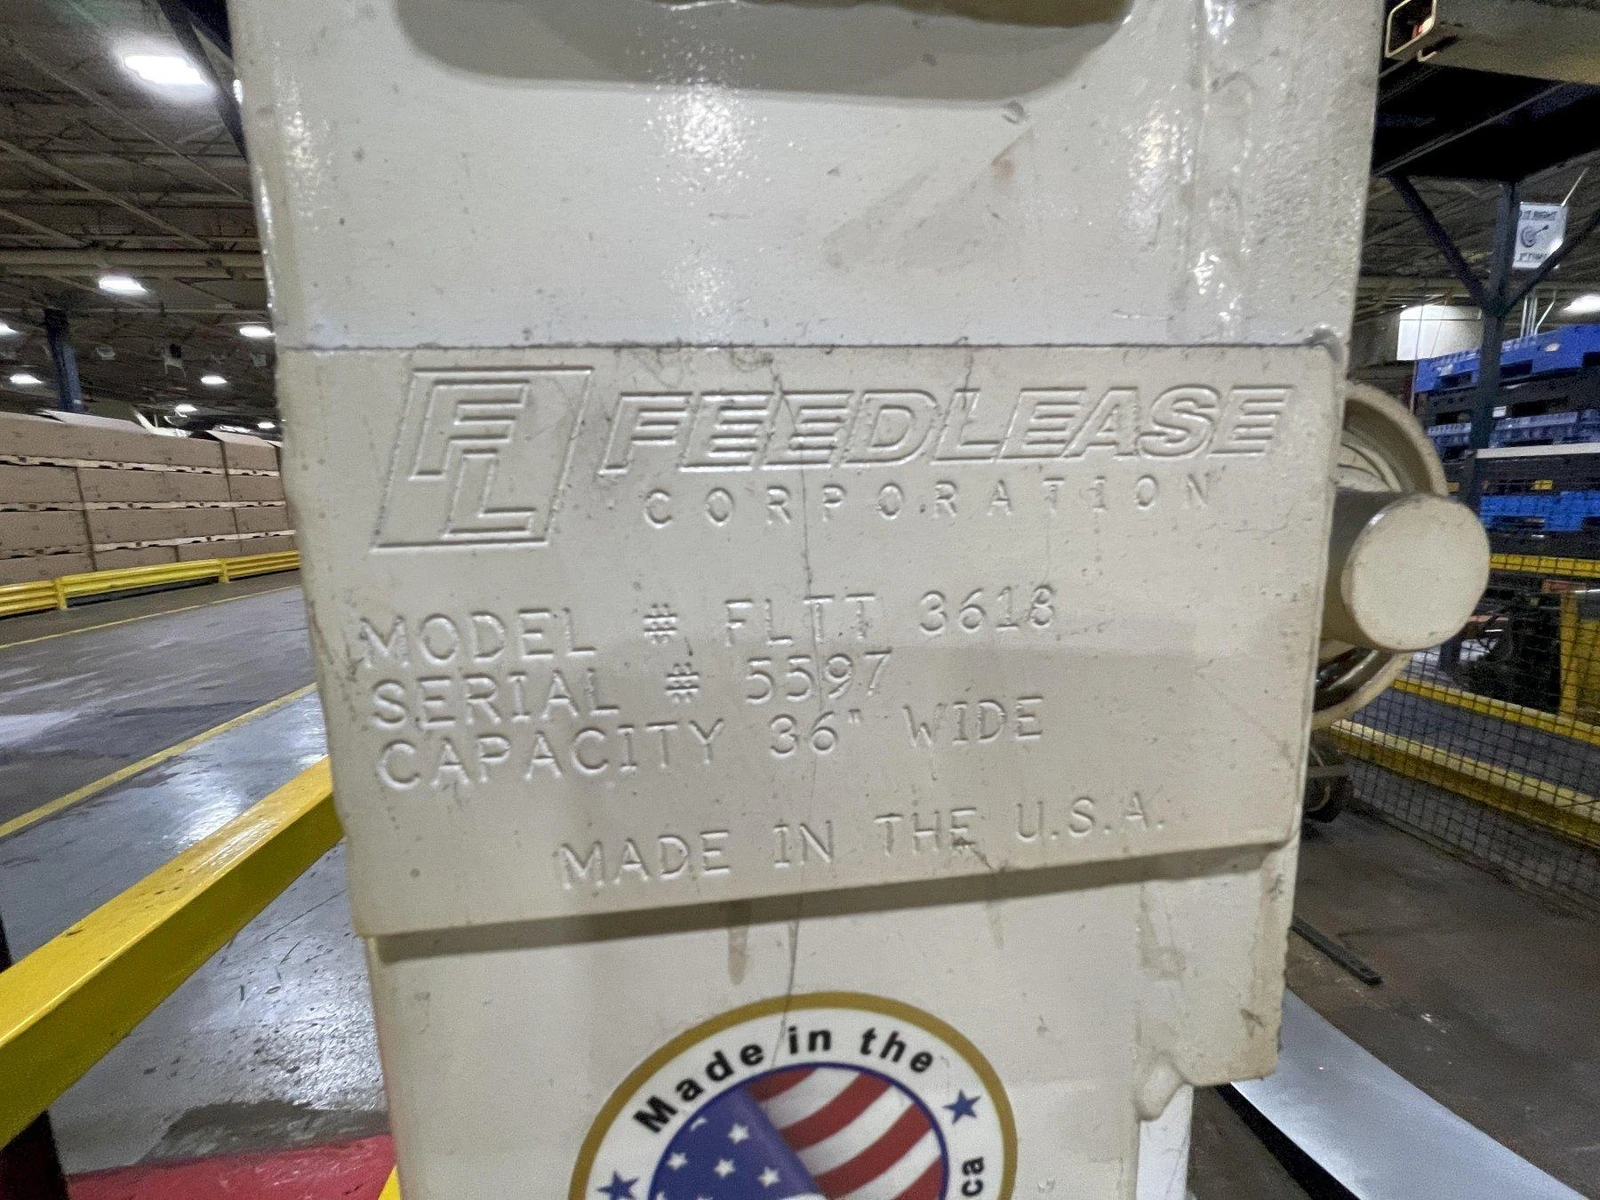 FL FEEDLEASE
CORPORATION
MODEL # FLTT 3618
SERIAL # 5597
CAPACITY 36" WIDE
MADE IN THE U.S.A.
Made in the